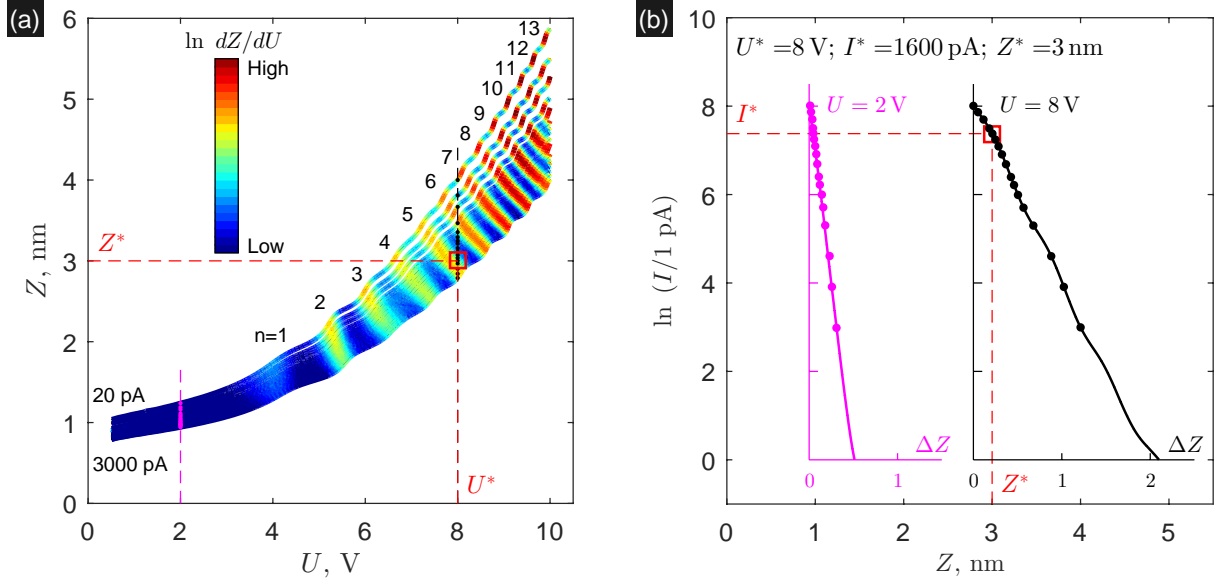 (a)
6
5
4
3
2
1
0
Z, nm
ln dZ/dU
High
Low
13
12
11
10
9
8
7
6
5
4
3
2
n=1
Z*
20 pA
3000 pA
U*
0 2 4 6 8 10
U, V
(b)
10
8
6
4
2
0
ln (I/1 pA)
U* = 8 V; I* = 1600 pA; Z* = 3 nm
I*
U = 2 V
U = 8 V
ΔZ
ΔZ
0 1
0 1 2
Z*
0 1 2 3 4 5
Z, nm